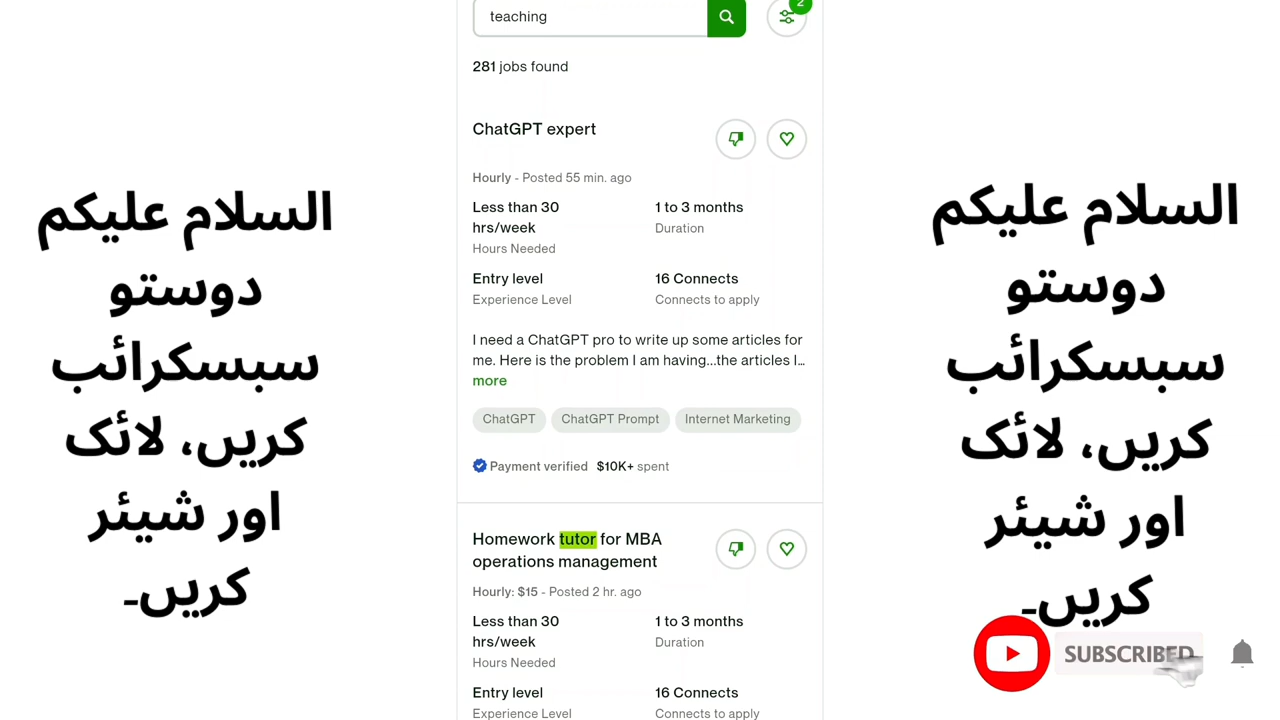 السلام علیکم
دوستو
سبسکرائب
کریں، لائک
اور شیئر
کریں۔
teaching
2
281 jobs found
ChatGPT expert
Hourly - Posted 55 min. ago
Less than 30 hrs/week
Hours Needed
1 to 3 months
Duration
Entry level
Experience Level
16 Connects
Connects to apply
I need a ChatGPT pro to write up some articles for
me. Here is the problem I am having...the articles I...
more
ChatGPT
ChatGPT Prompt
Internet Marketing
Payment verified $10K+ spent
Homework tutor for MBA
operations management
Hourly: $15 - Posted 2 hr. ago
Less than 30
hrs/week
Hours Needed
1 to 3 months
Duration
Entry level
Experience Level
16 Connects
Connects to apply
السلام علیکم
دوستو
سبسکرائب
کریں، لائک
اور شیئر
کریں۔
SUBSCRIBED